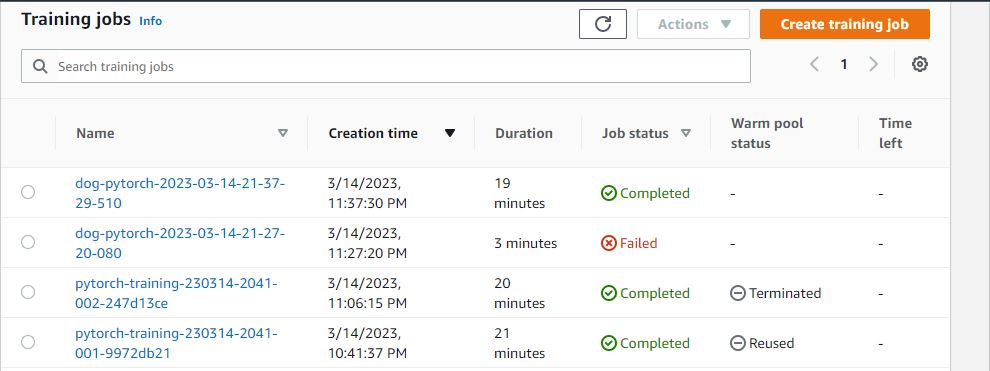 Training jobs Info
Actions
Create training job
Search training jobs
1
Name
Creation time
Duration
Job status
Warm pool
status
Time
left
dog-pytorch-2023-03-14-21-37-
29-510
3/14/2023,
11:37:30 PM
19
minutes
Completed
-
-
dog-pytorch-2023-03-14-21-27-
20-080
3/14/2023,
11:27:20 PM
3 minutes
Failed
-
-
pytorch-training-230314-2041-
002-247d13ce
3/14/2023,
11:06:15 PM
20
minutes
Completed
Terminated
-
pytorch-training-230314-2041-
001-9972db21
3/14/2023,
10:41:37 PM
21
minutes
Completed
Reused
-